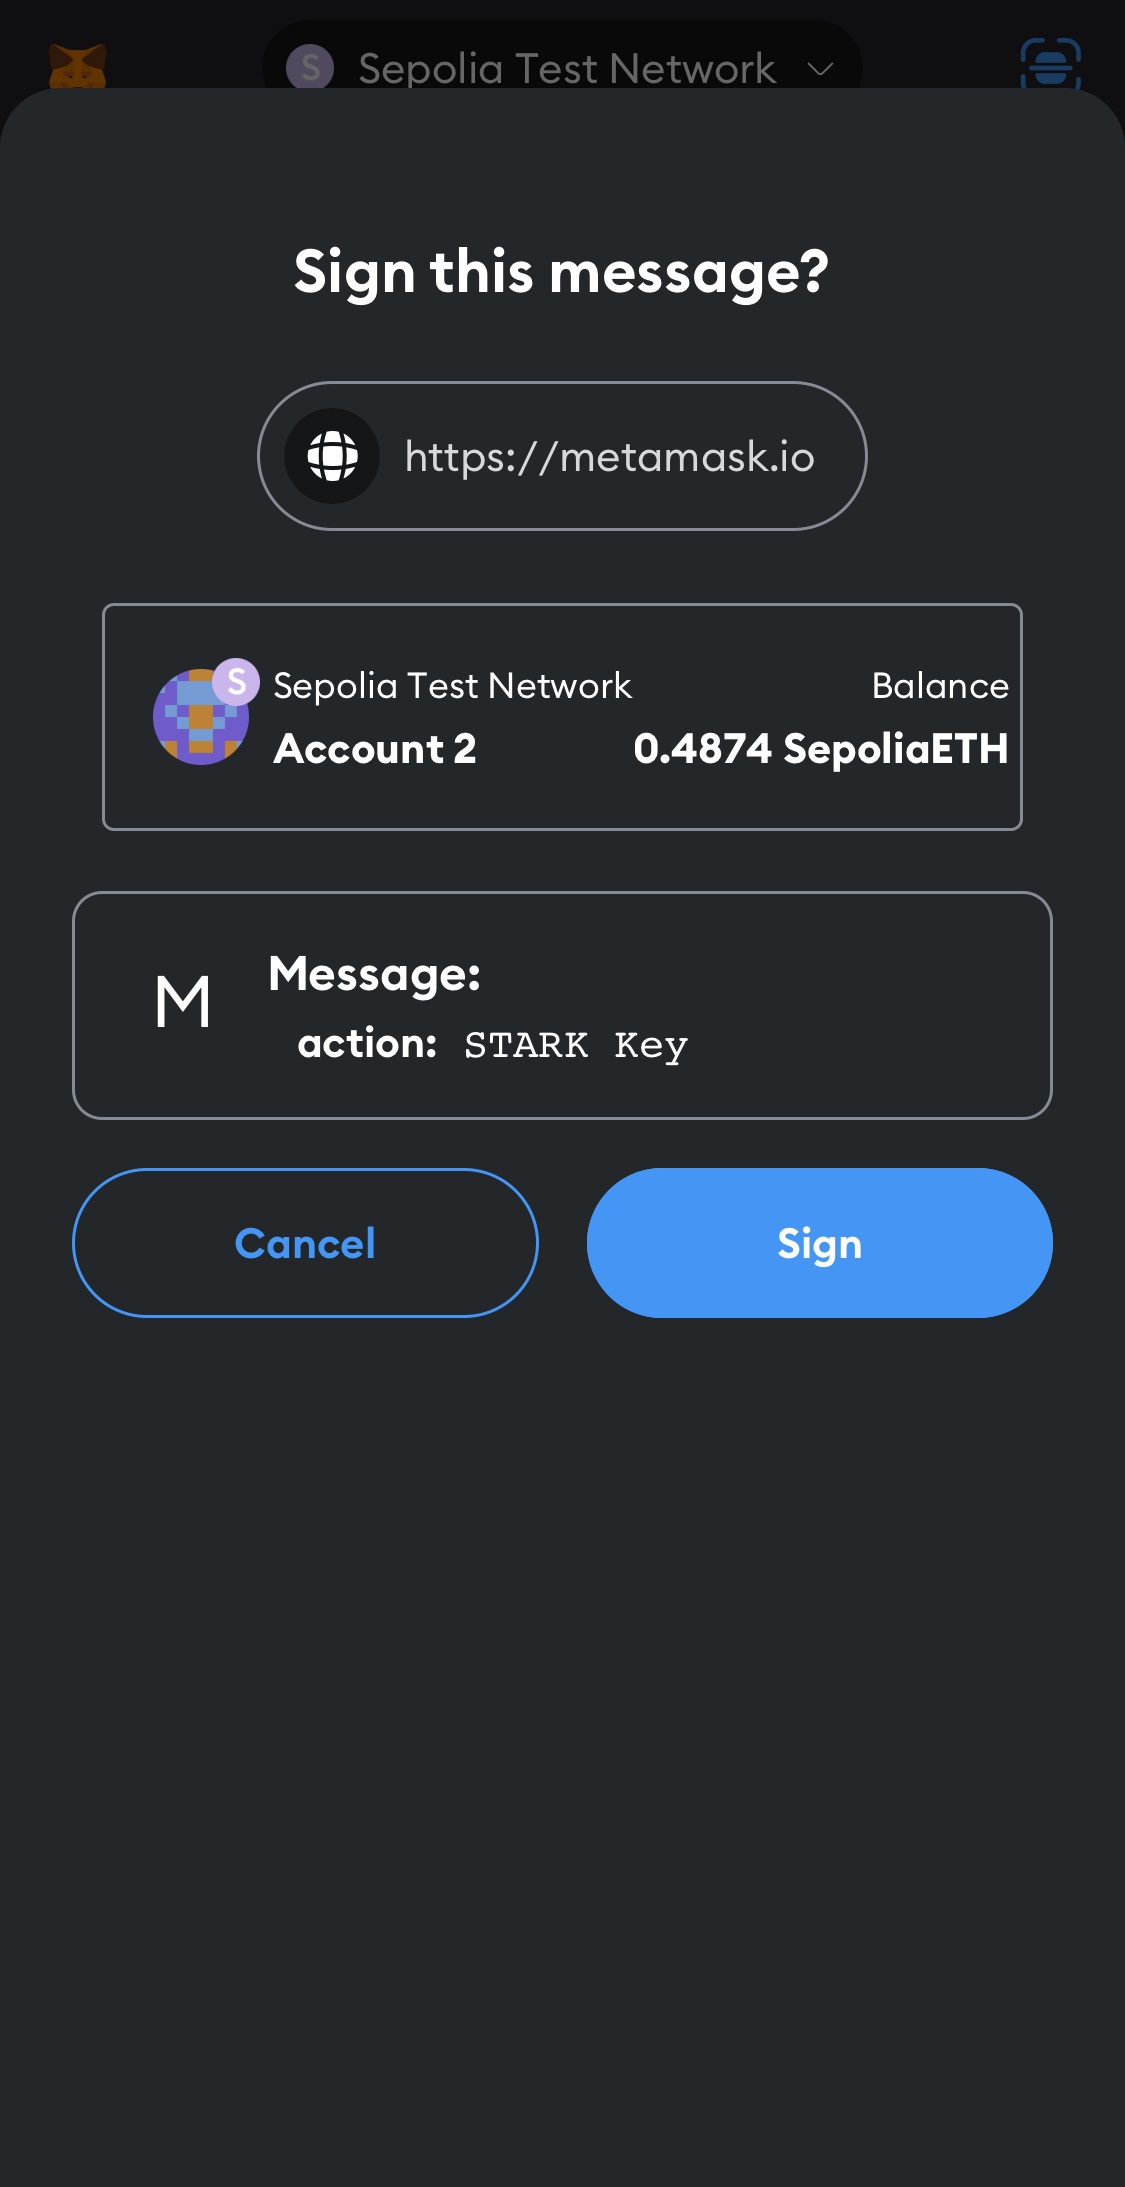 S Sepolia Test Network
Sign this message?
https://metamask.io
S Sepolia Test Network Balance
Account 2 0.4874 SepoliaETH
M Message:
action: STARK Key
Cancel Sign